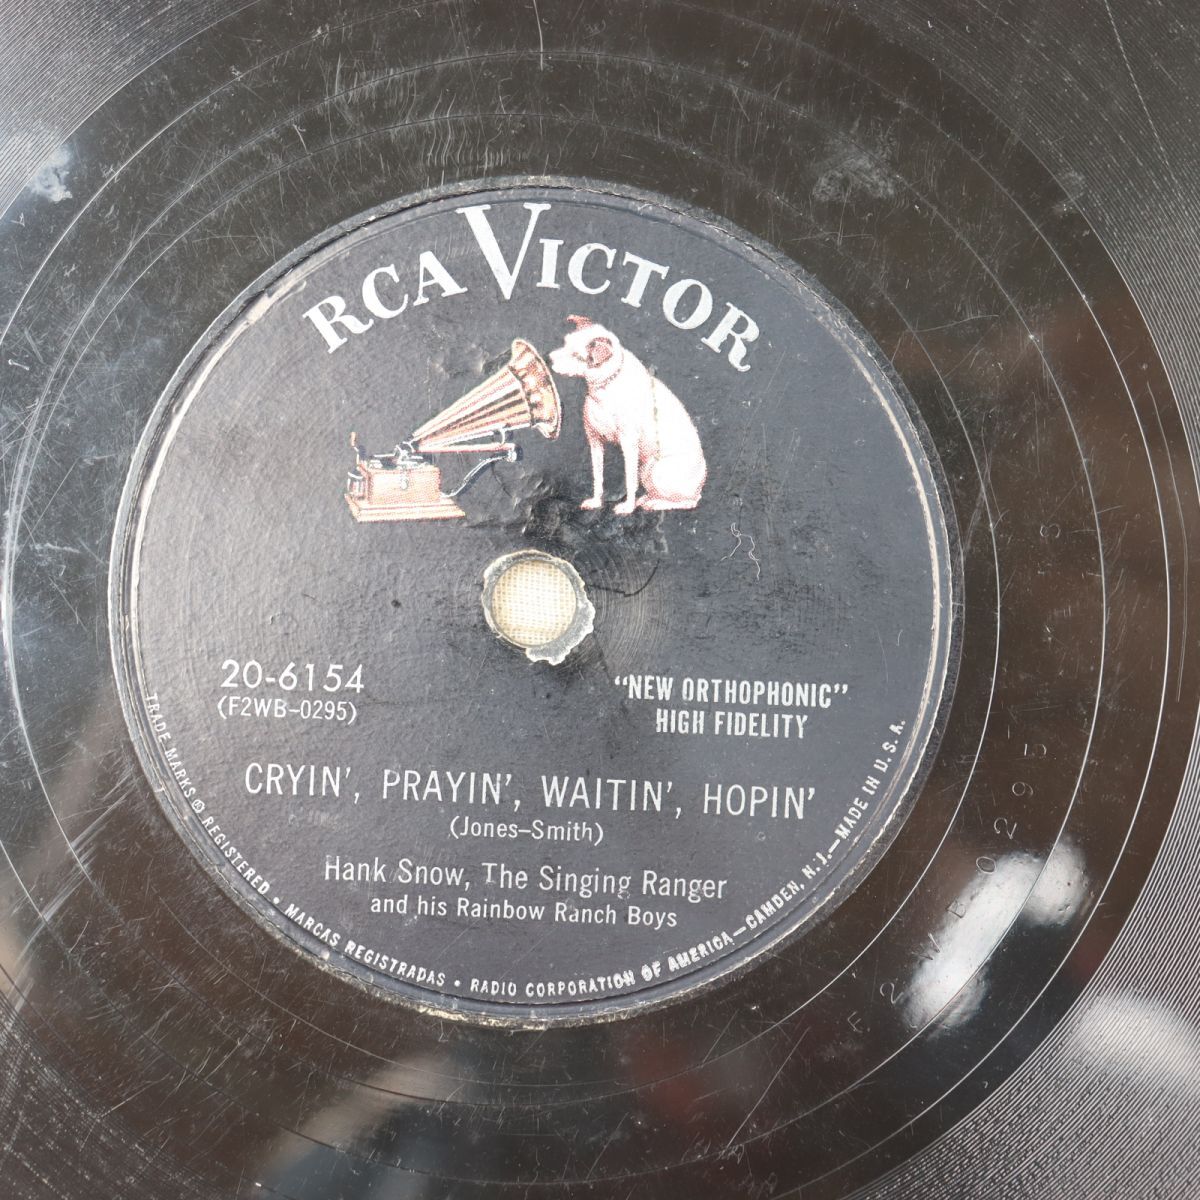 RCA VICTOR
20-6154
(F2WB-0295)
"NEW ORTHOPHONIC"
HIGH FIDELITY
CRYIN', PRAYIN', WAITIN', HOPIN'
(Jones-Smith)
Hank Snow, The Singing Ranger
and his Rainbow Ranch Boys
TRADE MARKS ® REGISTERED • MARCAS REGISTRADAS • RADIO CORPORATION OF AMERICA—CAMDEN, N. J.—MADE IN U.S.A.